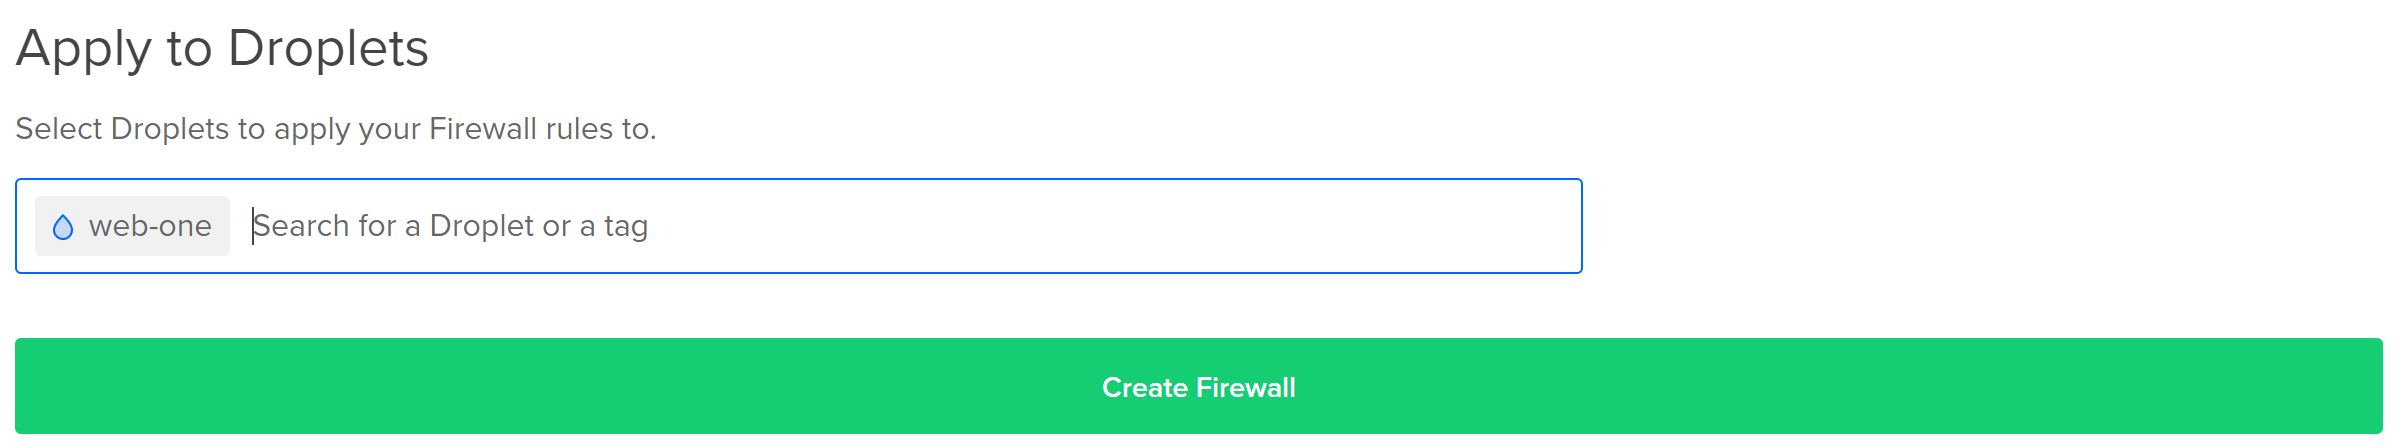 Apply to Droplets
Select Droplets to apply your Firewall rules to.
web-one Search for a Droplet or a tag
Create Firewall